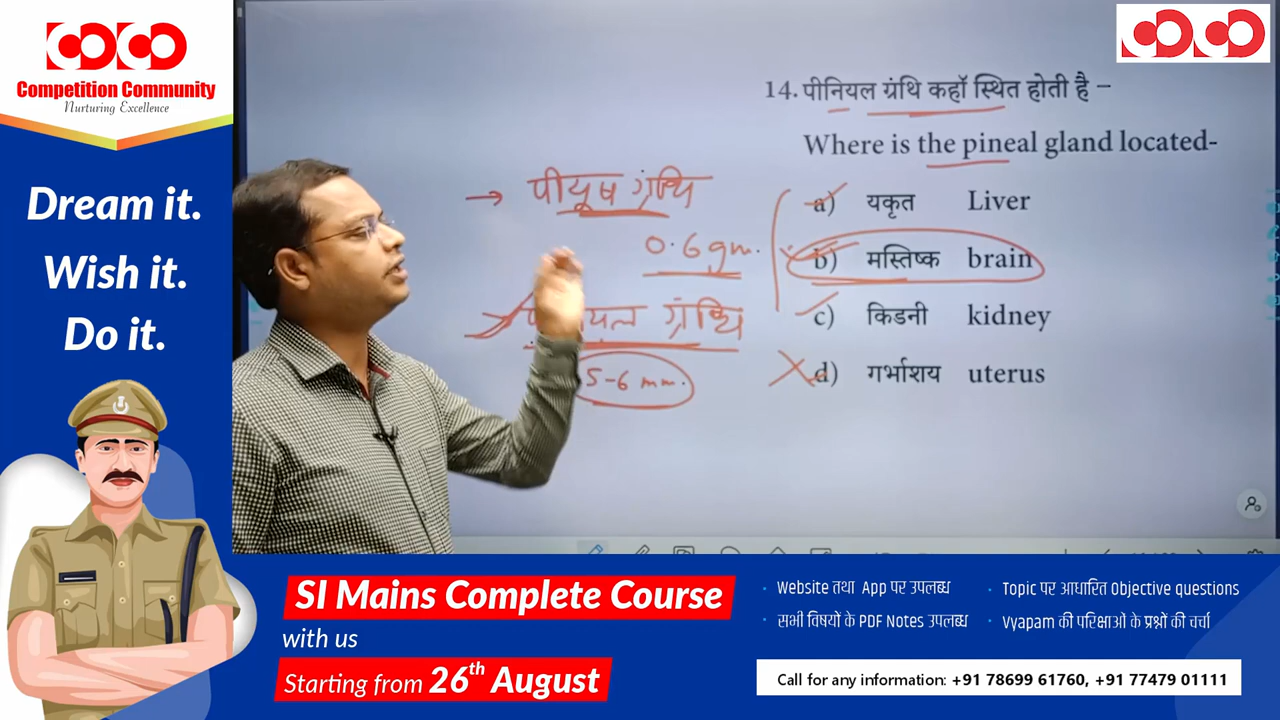 COCO
Competition Community
Nurturing Excellence
Dream it.
Wish it.
Do it.
COCO
14. पीनियल ग्रंथि कहाॅ स्थित होती है –
Where is the pineal gland located-
a) यकृत Liver
b) मस्तिष्क brain
c) किडनी kidney
d) गर्भाशय uterus
→ पीयूष ग्रंथि
0.6 gm.
ग्रंथि
5-6 mm.
SI Mains Complete Course
with us
Starting from 26th August
· Website तथा App पर उपलब्ध
· सभी विषयों के PDF Notes उपलब्ध
· Topic पर आधारित Objective questions
· Vyapam की परिक्षाओं के प्रश्नों की चर्चा
Call for any information: +91 78699 61760, +91 77479 01111